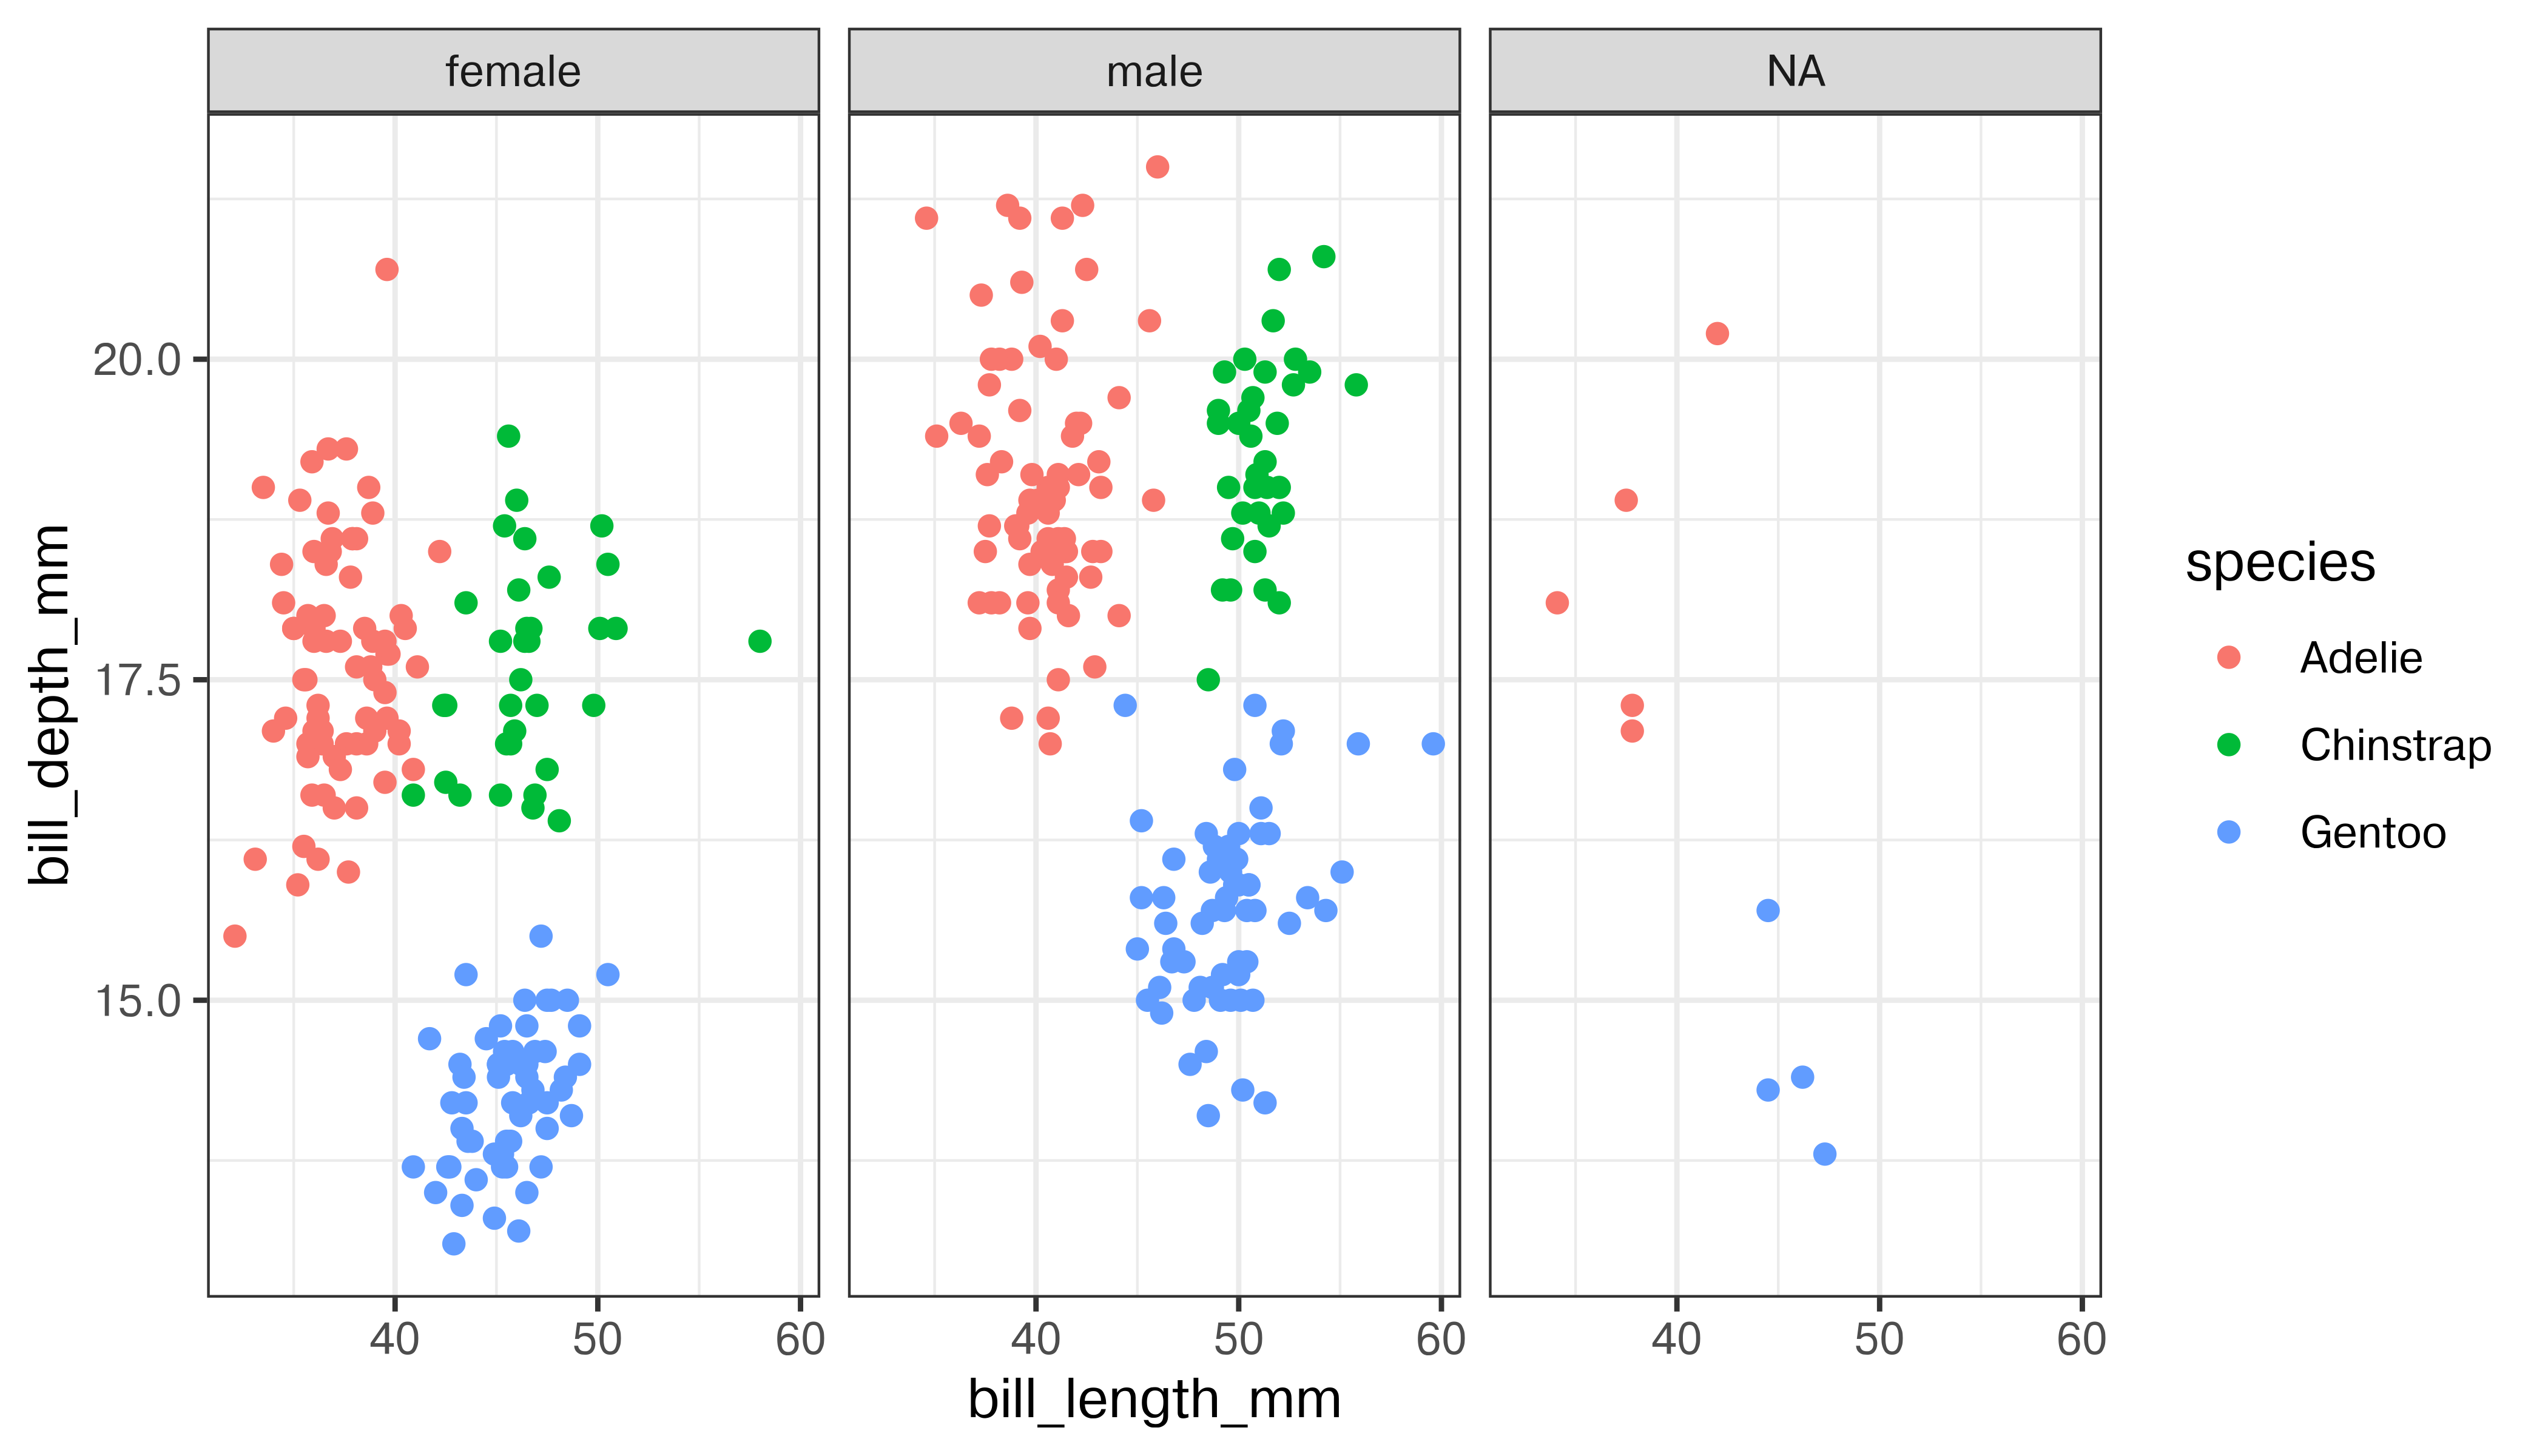 female
male
NA
bill_depth_mm
20.0
17.5
15.0
40 50 60
40 50 60
40 50 60
bill_length_mm
species
Adelie
Chinstrap
Gentoo